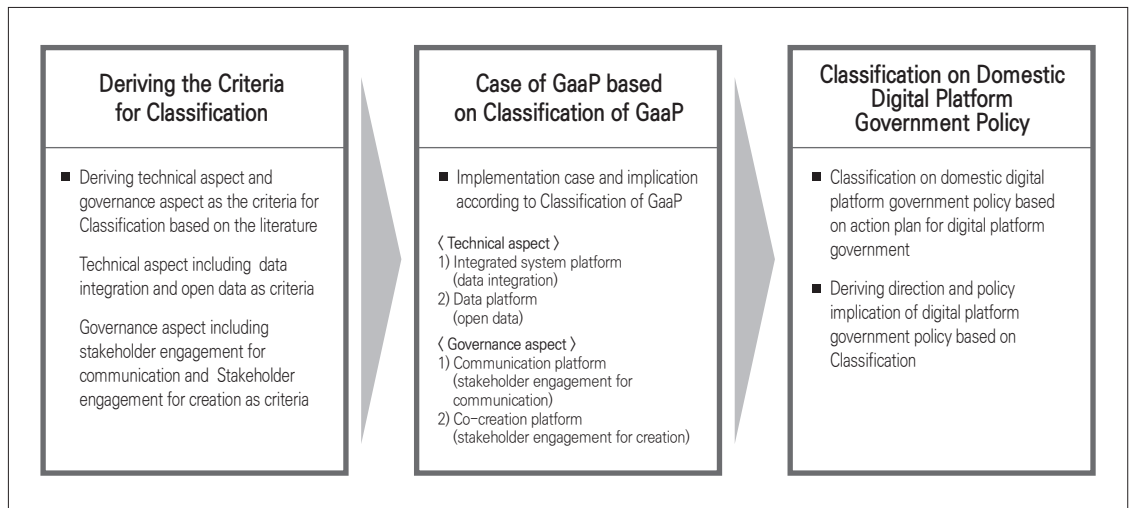 Deriving the Criteria
for Classification
■ Deriving technical aspect and
governance aspect as the criteria for
Classification based on the literature
Technical aspect including data
integration and open data as criteria
Governance aspect including
stakeholder engagement for
communication and Stakeholder
engagement for creation as criteria
Case of GaaP based
on Classification of GaaP
■ Implementation case and implication
according to Classification of GaaP
〈 Technical aspect 〉
1) Integrated system platform
(data integration)
2) Data platform
(open data)
〈 Governance aspect 〉
1) Communication platform
(stakeholder engagement for
communication)
2) Co-creation platform
(stakeholder engagement for creation)
Classification on Domestic
Digital Platform
Government Policy
■ Classification on domestic digital
platform government policy based
on action plan for digital platform
government
■ Deriving direction and policy
implication of digital platform
government policy based on
Classification